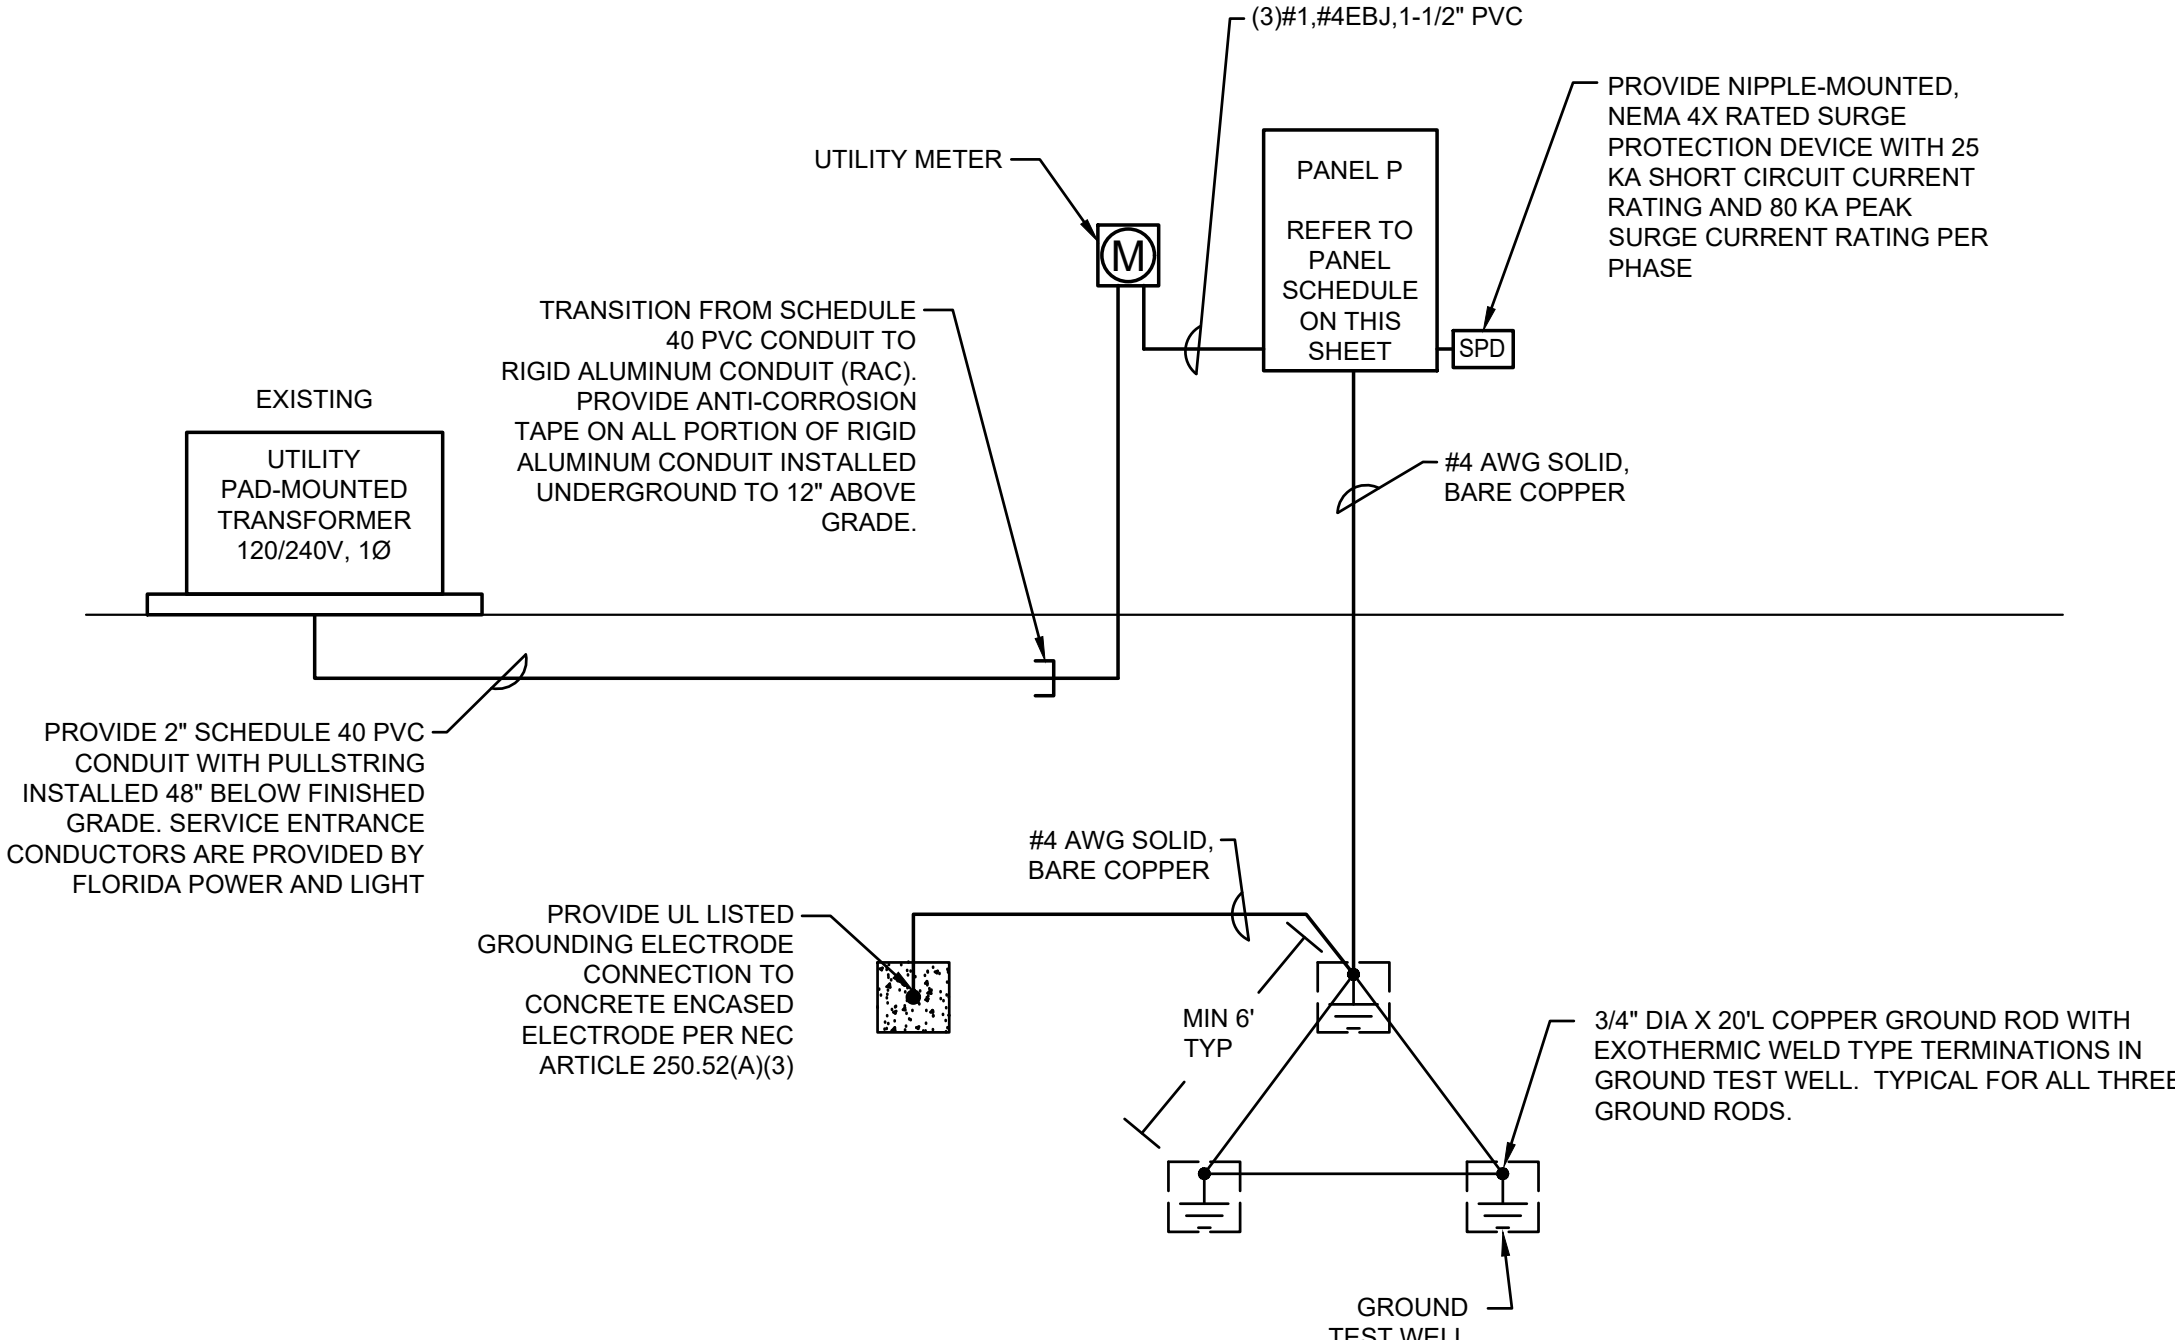 (3)#1,#4EBJ,1-1/2" PVC
PROVIDE NIPPLE-MOUNTED,
NEMA 4X RATED SURGE
PROTECTION DEVICE WITH 25
KA SHORT CIRCUIT CURRENT
RATING AND 80 KA PEAK
SURGE CURRENT RATING PER
PHASE
UTILITY METER
PANEL P
REFER TO
PANEL
SCHEDULE
ON THIS
SHEET
M
SPD
TRANSITION FROM SCHEDULE
40 PVC CONDUIT TO
RIGID ALUMINUM CONDUIT (RAC).
PROVIDE ANTI-CORROSION
TAPE ON ALL PORTION OF RIGID
ALUMINUM CONDUIT INSTALLED
UNDERGROUND TO 12" ABOVE
GRADE.
EXISTING
UTILITY
PAD-MOUNTED
TRANSFORMER
120/240V, 1Ø
#4 AWG SOLID,
BARE COPPER
PROVIDE 2" SCHEDULE 40 PVC
CONDUIT WITH PULLSTRING
INSTALLED 48" BELOW FINISHED
GRADE. SERVICE ENTRANCE
CONDUCTORS ARE PROVIDED BY
FLORIDA POWER AND LIGHT
#4 AWG SOLID,
BARE COPPER
PROVIDE UL LISTED
GROUNDING ELECTRODE
CONNECTION TO
CONCRETE ENCASED
ELECTRODE PER NEC
ARTICLE 250.52(A)(3)
MIN 6'
TYP
3/4" DIA X 20'L COPPER GROUND ROD WITH
EXOTHERMIC WELD TYPE TERMINATIONS IN
GROUND TEST WELL. TYPICAL FOR ALL THREE
GROUND RODS.
GROUND
TEST WELL